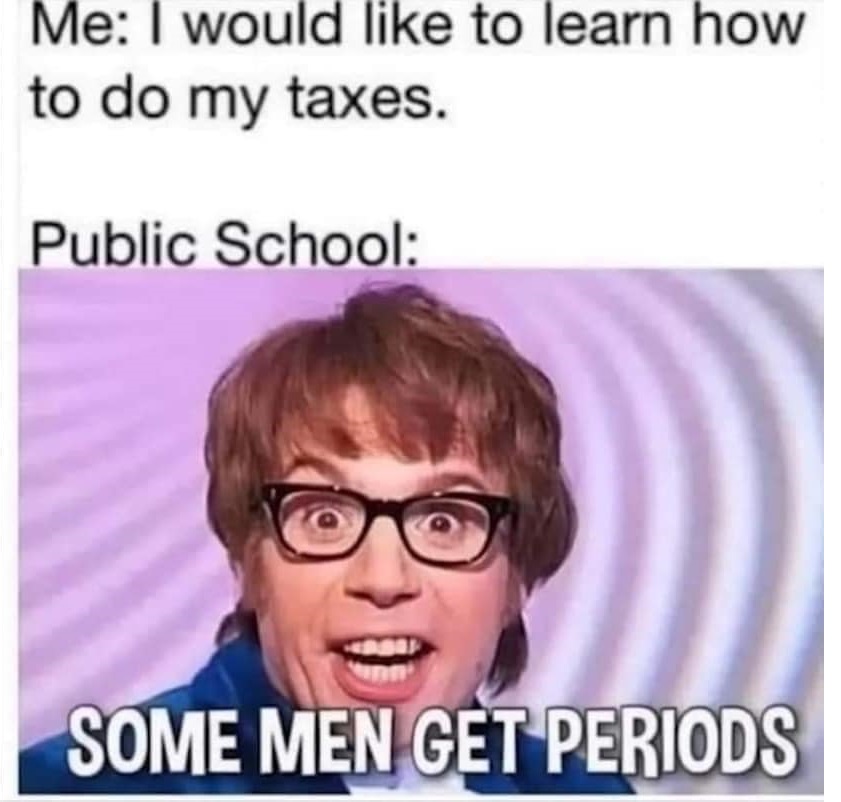 Me: I would like to learn how
to do my taxes.
Public School:
SOME MEN GET PERIODS